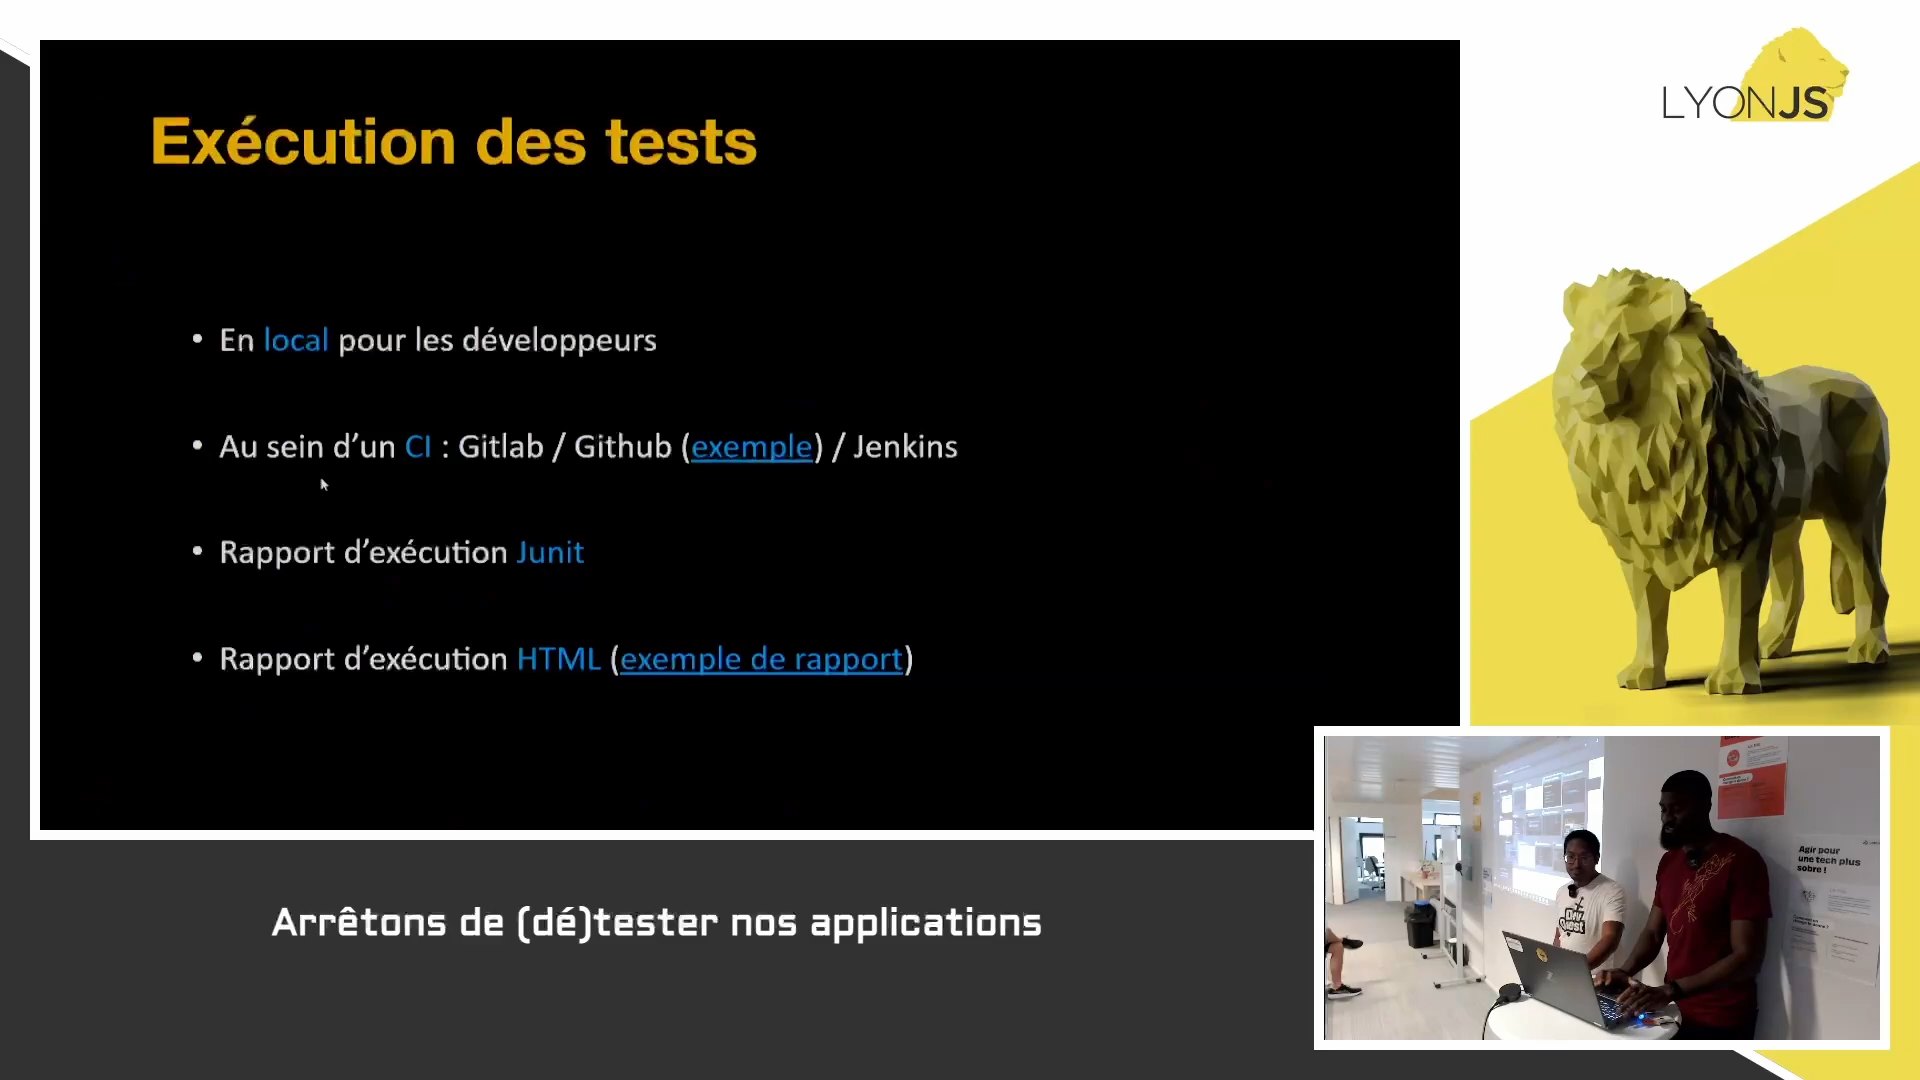 Exécution des tests
• En local pour les développeurs
• Au sein d’un CI : Gitlab / Github (exemple) / Jenkins
• Rapport d’exécution Junit
• Rapport d’exécution HTML (exemple de rapport)
LYONJS
Arrêtons de (dé)tester nos applications
Agir pour
une tech plus
sobre !